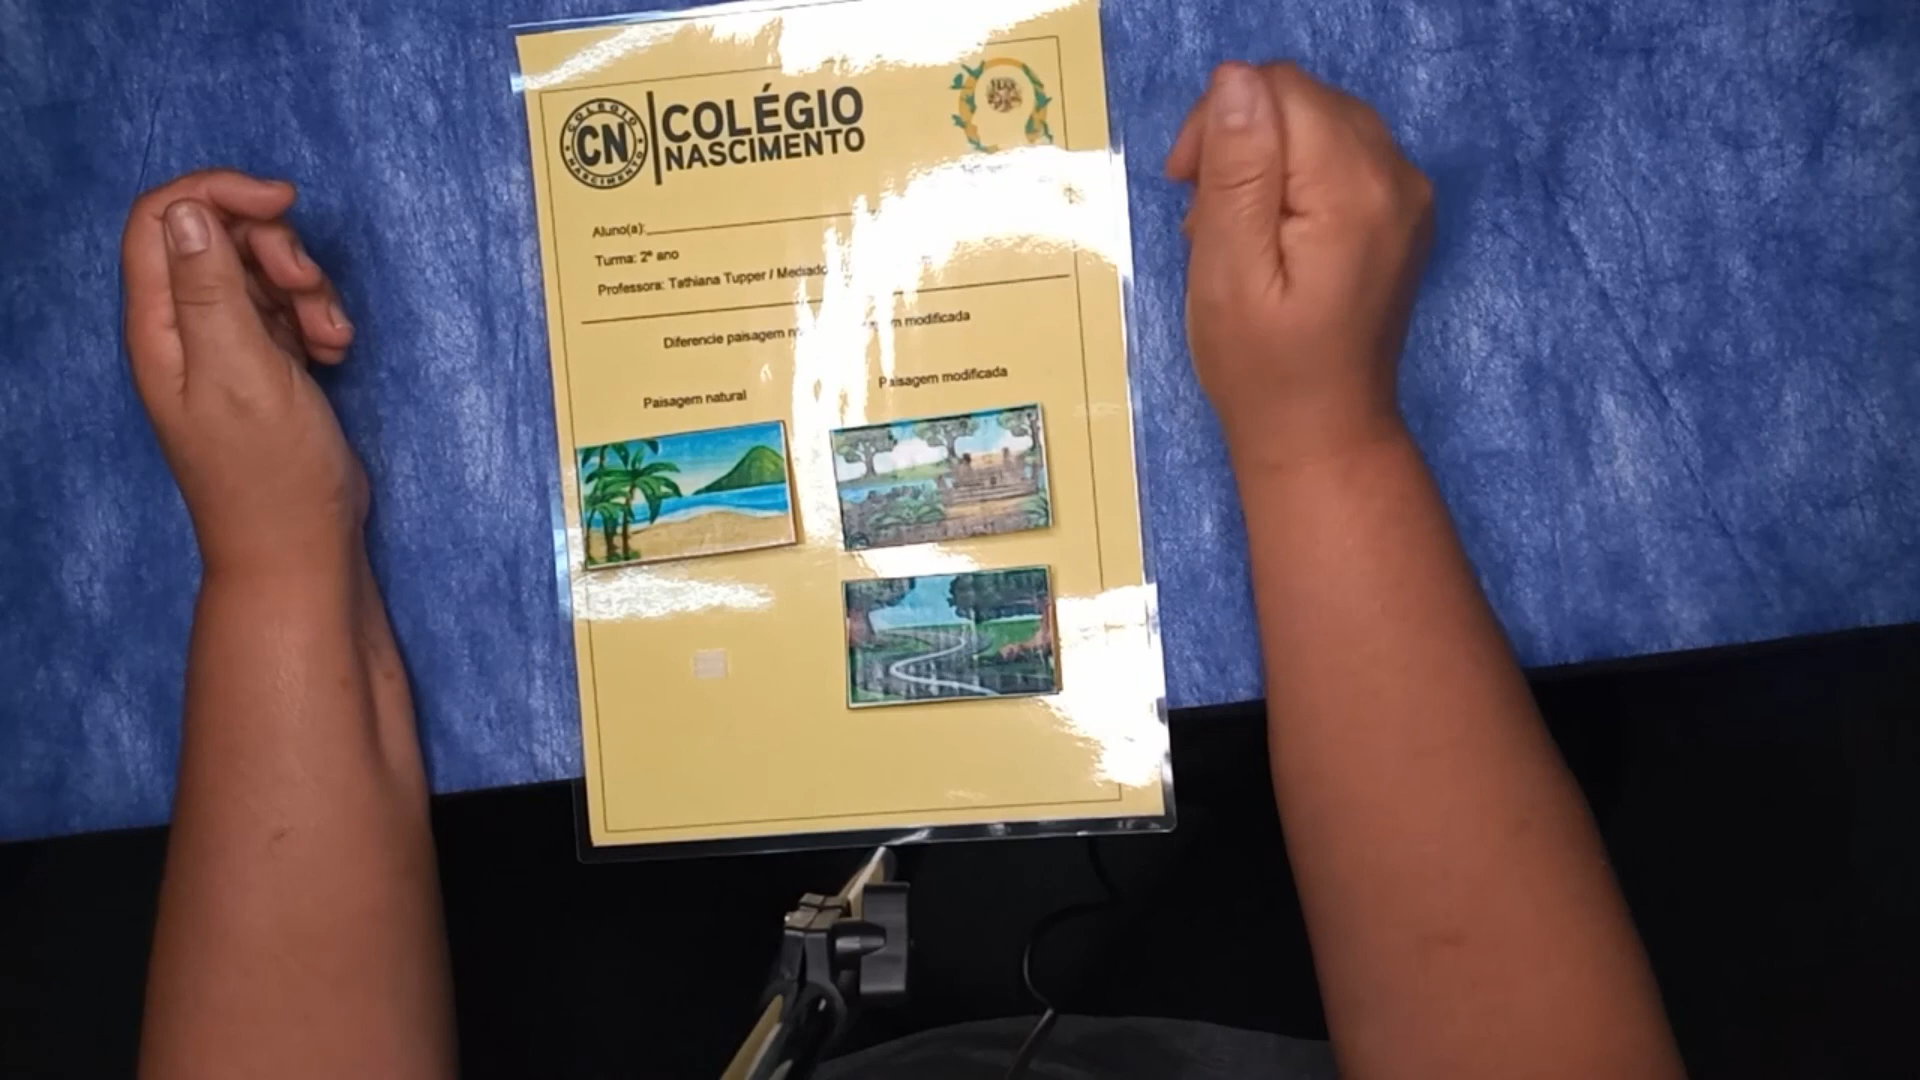 COLÉGIO
CN
NASCIMENTO
COLÉGIO
NASCIMENTO
Aluno(a):
Turma: 2º ano
Professora: Tathiana Tupper /
Diferencie paisagem modificada
Paisagem natural Paisagem modificada